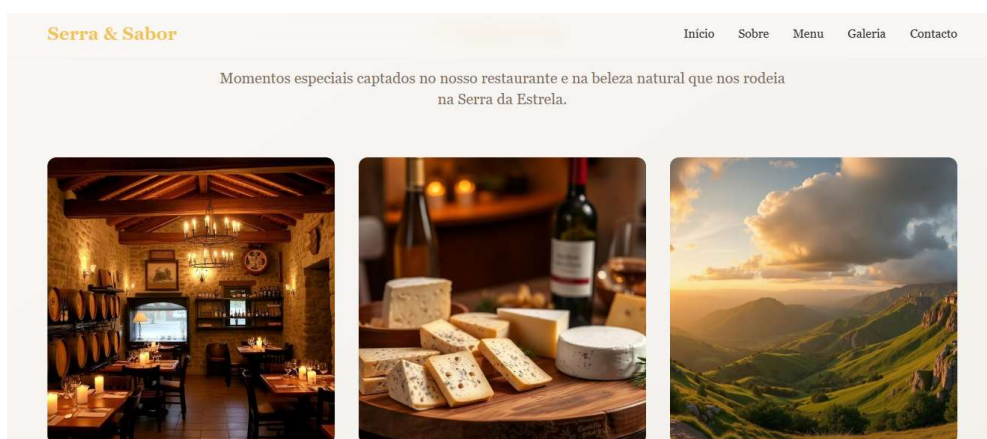 Serra & Sabor
Início Sobre Menu Galeria Contacto
Momentos especiais captados no nosso restaurante e na beleza natural que nos rodeia
na Serra da Estrela.